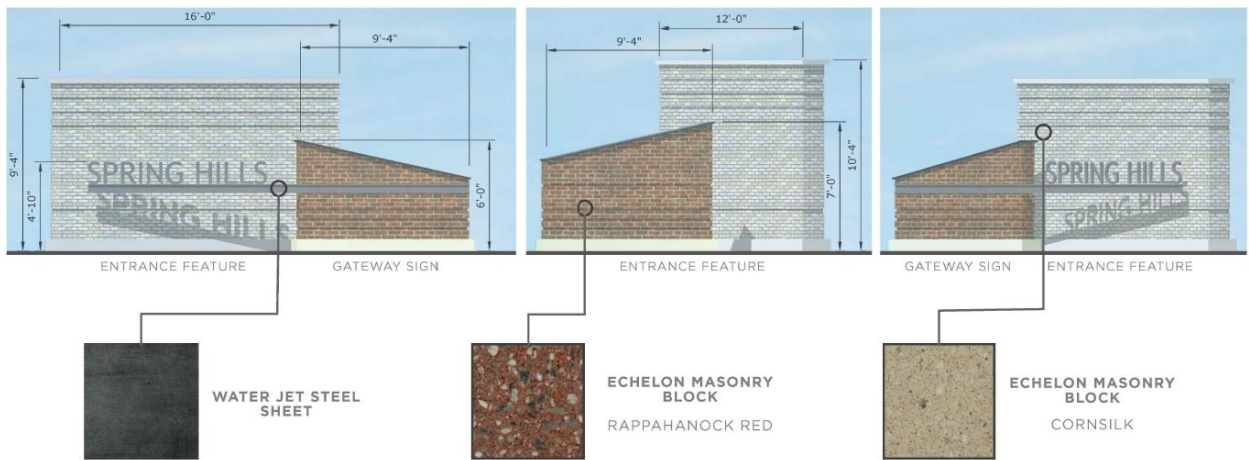 16'-0"
9'-4"
9'-4"
4'-10"
6'-0"
SPRING HILLS
SPRING HILLS
ENTRANCE FEATURE
GATEWAY SIGN
12'-0"
9'-4"
10'-4"
7'-0"
ENTRANCE FEATURE
SPRING HILLS
SPRING HILLS
GATEWAY SIGN
ENTRANCE FEATURE
WATER JET STEEL
SHEET
ECHELON MASONRY
BLOCK
RAPPAHANOCK RED
ECHELON MASONRY
BLOCK
CORNSILK